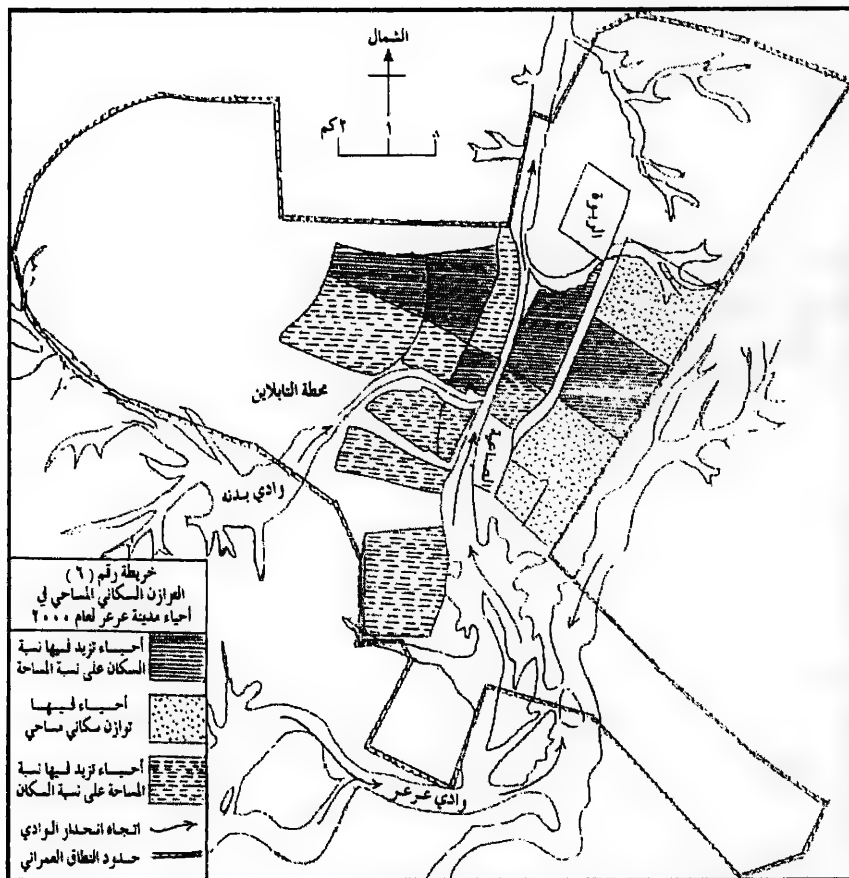 الشمال
٢كم ١ ٠
محطة التابلاين
الصناعية
وادي بدنه
وادي عرعر
خريطة رقم (٦)
التوازن السكاني المساحي في
أحياء مدينة عرعر لعام ٢٠٠٠
أحياء تزيد فيها نسبة
السكان على نسبة المساحة
أحياء فيها
توازن سكاني مساحي
أحياء تزيد فيها نسبة
المساحة على نسبة السكان
اتجاه انحدار الوادي
حدود النطاق العمراني